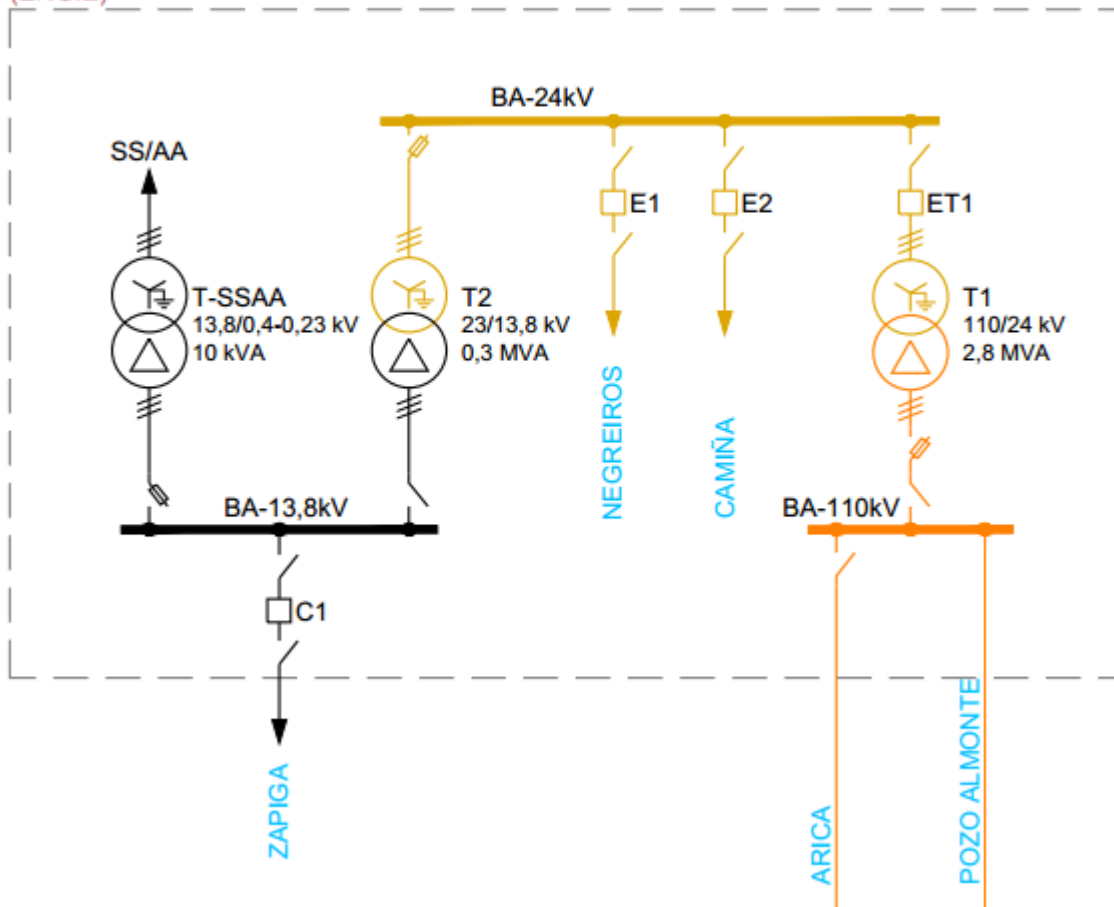 BA-24kV
SS/AA
E1
E2
ET1
T-SSAA
13,8/0,4-0,23 kV
10 kVA
T2
23/13,8 kV
0,3 MVA
T1
110/24 kV
2,8 MVA
NEGREIROS
CAMIÑA
BA-13,8kV
BA-110kV
C1
ZAPIGA
ARICA
POZO ALMONTE